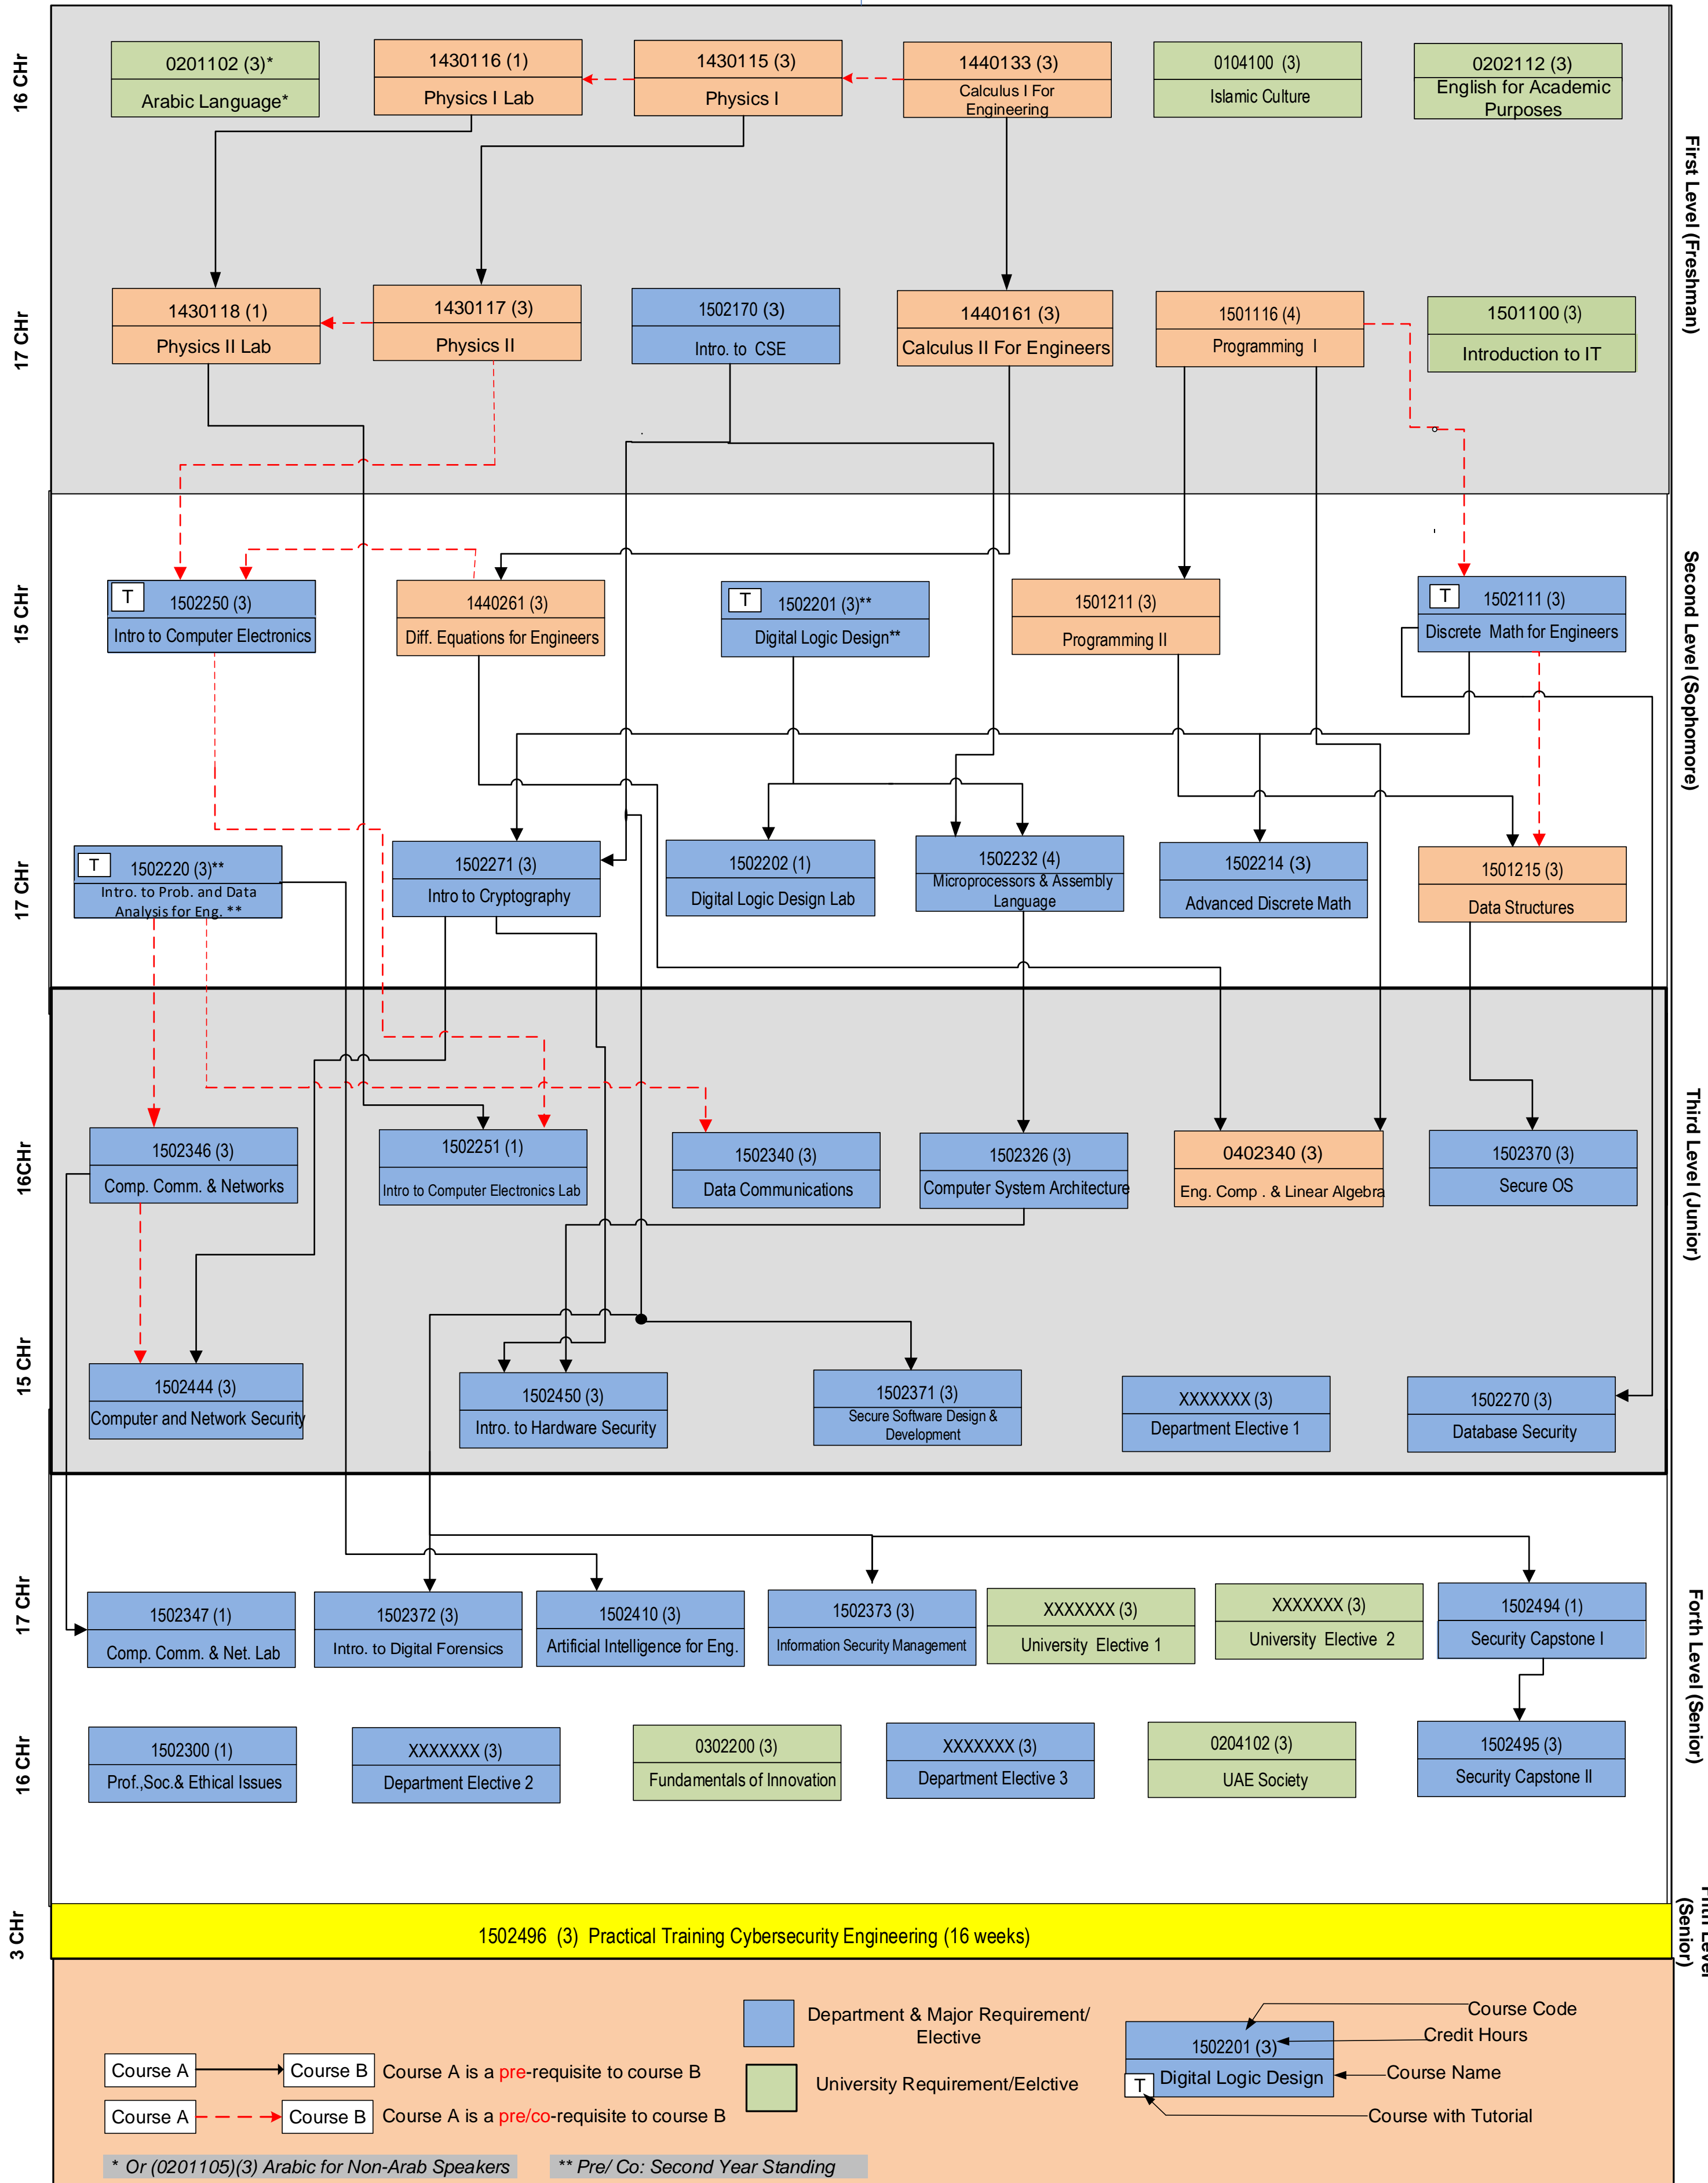 16 CHr
0201102 (3)*
Arabic Language*
1430116 (1)
Physics I Lab
1430115 (3)
Physics I
1440133 (3)
Calculus I For
Engineering
0104100 (3)
Islamic Culture
0202112 (3)
English for Academic
Purposes
First Level (Freshman)
17 CHr
1430118 (1)
Physics II Lab
1430117 (3)
Physics II
1502170 (3)
Intro. to CSE
1440161 (3)
Calculus II For Engineers
1501116 (4)
Programming I
1501100 (3)
Introduction to IT
15 CHr
T
1502250 (3)
Intro to Computer Electronics
1440261 (3)
Diff. Equations for Engineers
T
1502201 (3)**
Digital Logic Design**
1501211 (3)
Programming II
T
1502111 (3)
Discrete Math for Engineers
Second Level (Sophomore)
17 CHr
T
1502220 (3)**
Intro. to Prob. and Data
Analysis for Eng. **
1502271 (3)
Intro to Cryptography
1502202 (1)
Digital Logic Design Lab
1502232 (4)
Microprocessors & Assembly
Language
1502214 (3)
Advanced Discrete Math
1501215 (3)
Data Structures
16CHr
1502346 (3)
Comp. Comm. & Networks
1502251 (1)
Intro to Computer Electronics Lab
1502340 (3)
Data Communications
1502326 (3)
Computer System Architecture
0402340 (3)
Eng. Comp . & Linear Algebra
1502370 (3)
Secure OS
Third Level (Junior)
15 CHr
1502444 (3)
Computer and Network Security
1502450 (3)
Intro. to Hardware Security
1502371 (3)
Secure Software Design &
Development
XXXXXXX (3)
Department Elective 1
1502270 (3)
Database Security
17 CHr
1502347 (1)
Comp. Comm. & Net. Lab
1502372 (3)
Intro. to Digital Forensics
1502410 (3)
Artificial Intelligence for Eng.
1502373 (3)
Information Security Management
XXXXXXX (3)
University Elective 1
XXXXXXX (3)
University Elective 2
1502494 (1)
Security Capstone I
Forth Level (Senior)
16 CHr
1502300 (1)
Prof.,Soc.& Ethical Issues
XXXXXXX (3)
Department Elective 2
0302200 (3)
Fundamentals of Innovation
XXXXXXX (3)
Department Elective 3
0204102 (3)
UAE Society
1502495 (3)
Security Capstone II
3 CHr
1502496 (3) Practical Training Cybersecurity Engineering (16 weeks)
Fifth Level
(Senior)
Course A
Course B
Course A is a pre-requisite to course B
Course A
Course B
Course A is a pre/co-requisite to course B
* Or (0201105)(3) Arabic for Non-Arab Speakers
** Pre/ Co: Second Year Standing
Department & Major Requirement/
Elective
University Requirement/Eelctive
1502201 (3)
Digital Logic Design
T
Course Code
Credit Hours
Course Name
Course with Tutorial